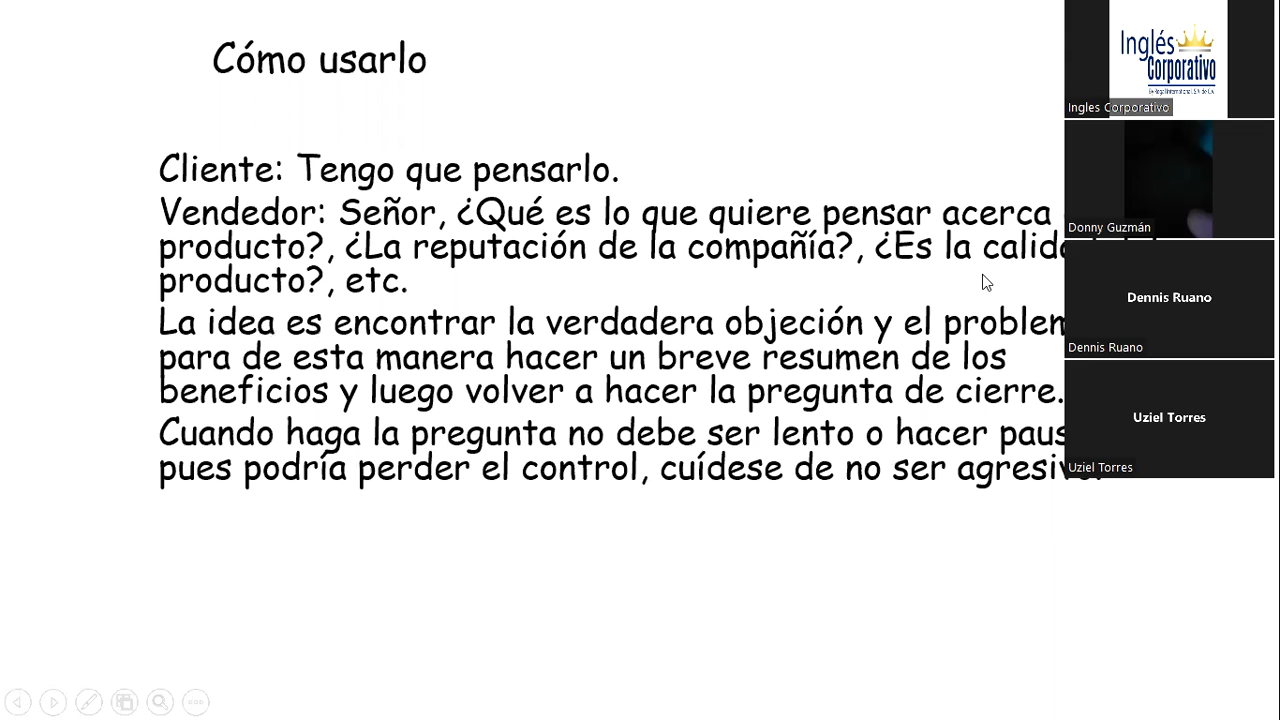 Cómo usarlo
Cliente: Tengo que pensarlo.
Vendedor: Señor, ¿Qué es lo que quiere pensar acerca
producto?, ¿La reputación de la compañía?, ¿Es la
producto?, etc.
La idea es encontrar la verdadera objeción y el
para de esta manera hacer un breve resumen de los
beneficios y luego volver a hacer la pregunta de cierre.
Cuando haga la pregunta no debe ser lento o hacer
pues podría perder el control, cuídese de no ser
Inglés
Corporativo
Ingles Corporativo
Donny Guzmán
Dennis Ruano
Dennis Ruano
Uziel Torres
Uziel Torres